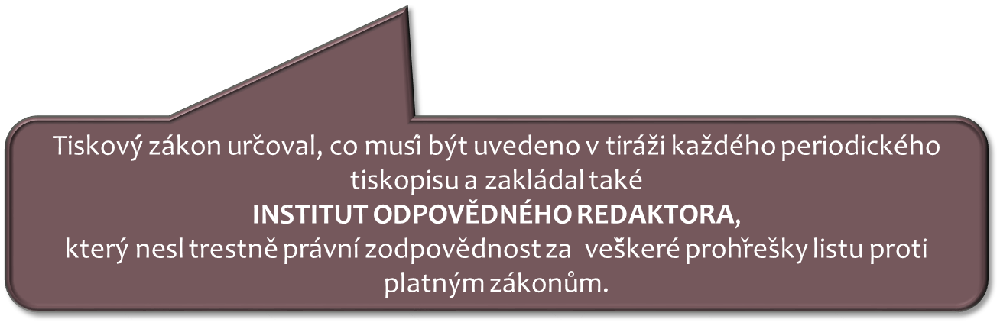 Tiskový zákon určoval, co musí být uvedeno v tiráži každého periodického
tiskopisu a zakládal také
INSTITUT ODPOVĚDNÉHO REDAKTORA,
který nesl trestně právní zodpovědnost za veškeré prohřešky listu proti
platným zákonům.